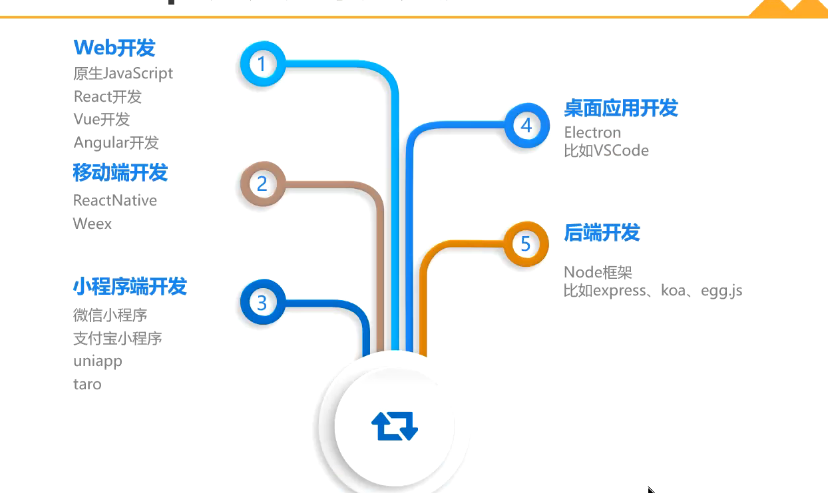 Web开发
原生JavaScript
React开发
Vue开发
Angular开发
1
移动端开发
ReactNative
Weex
2
小程序端开发
微信小程序
支付宝小程序
uniapp
taro
3
4
桌面应用开发
Electron
比如VSCode
5
后端开发
Node框架
比如express、koa、egg.js